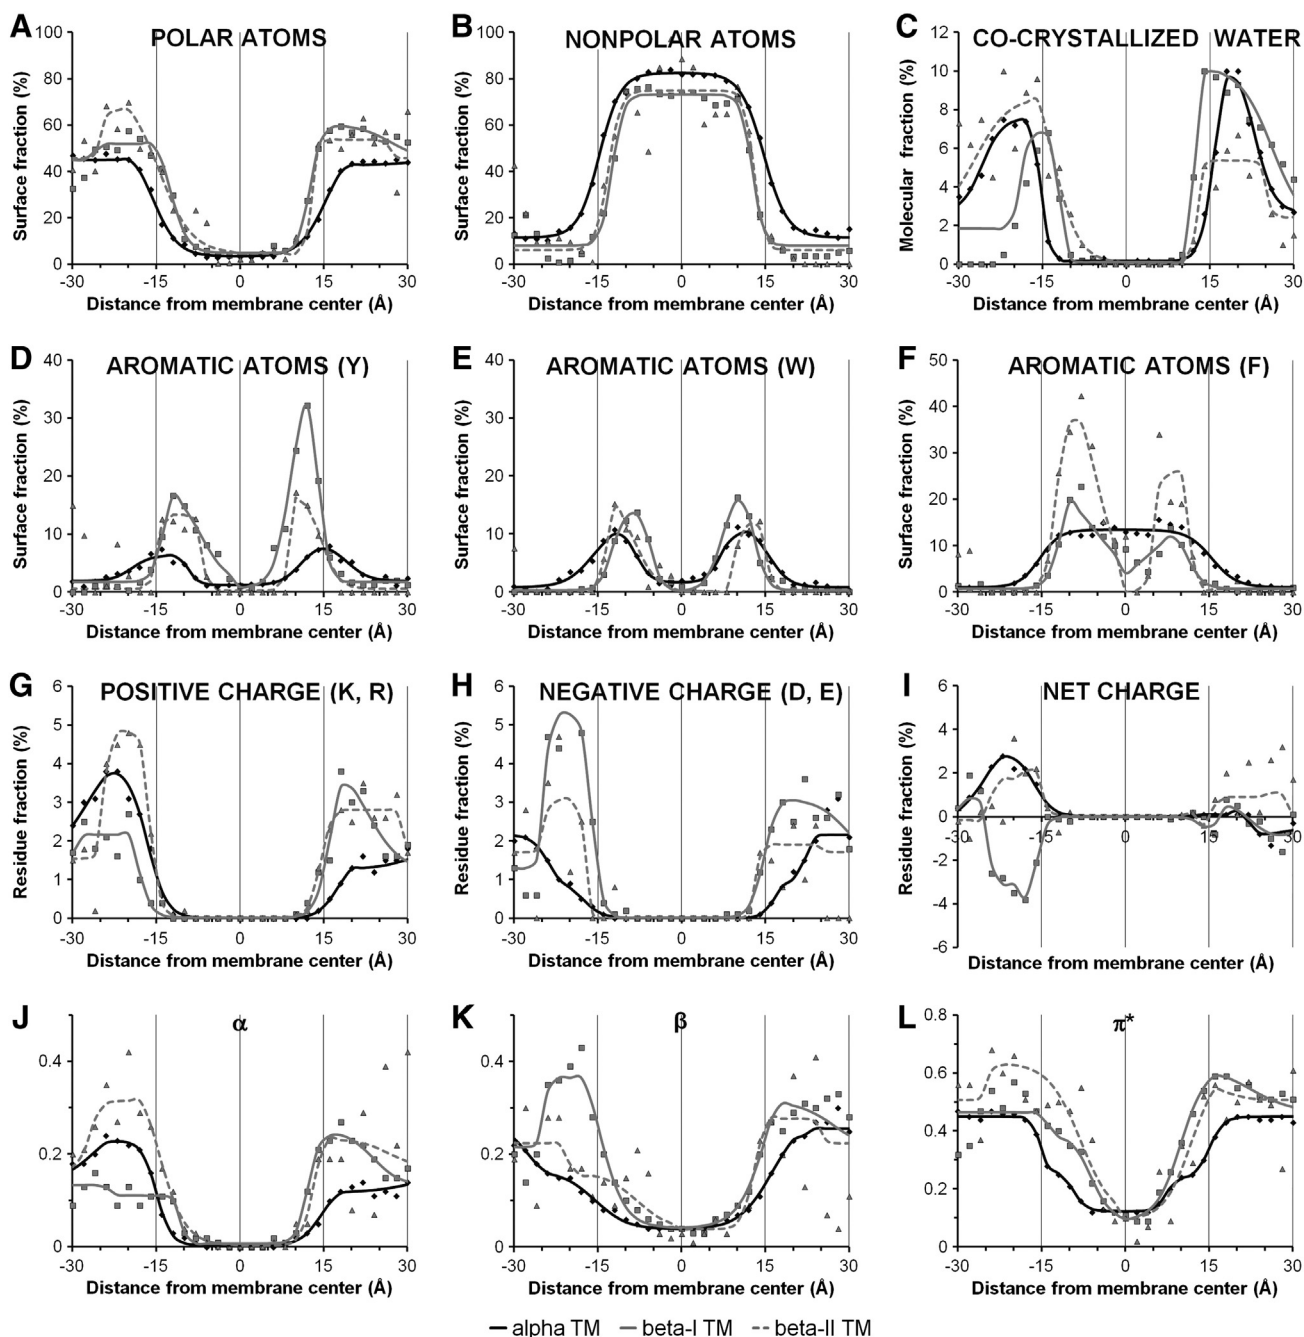 A POLAR ATOMS
100
80
60
40
20
0
Surface fraction (%)
-30 -15 0 15 30
Distance from membrane center (Å)
B NONPOLAR ATOMS
100
80
60
40
20
0
Surface fraction (%)
-30 -15 0 15 30
Distance from membrane center (Å)
C CO-CRYSTALLIZED WATER
12
10
8
6
4
2
0
Molecular fraction (%)
-30 -15 0 15 30
Distance from membrane center (Å)
D AROMATIC ATOMS (Y)
40
30
20
10
0
Surface fraction (%)
-30 -15 0 15 30
Distance from membrane center (Å)
E AROMATIC ATOMS (W)
40
30
20
10
0
Surface fraction (%)
-30 -15 0 15 30
Distance from membrane center (Å)
F AROMATIC ATOMS (F)
50
40
30
20
10
0
Surface fraction (%)
-30 -15 0 15 30
Distance from membrane center (Å)
G POSITIVE CHARGE (K, R)
6
5
4
3
2
1
0
Residue fraction (%)
-30 -15 0 15 30
Distance from membrane center (Å)
H NEGATIVE CHARGE (D, E)
6
5
4
3
2
1
0
Residue fraction (%)
-30 -15 0 15 30
Distance from membrane center (Å)
I NET CHARGE
6
4
2
0
-2
-4
-6
Residue fraction (%)
-30 -15 0 15 30
Distance from membrane center (Å)
J α
0.4
0.2
0
-30 -15 0 15 30
Distance from membrane center (Å)
K β
0.4
0.2
0
-30 -15 0 15 30
Distance from membrane center (Å)
L π*
0.8
0.6
0.4
0.2
0
-30 -15 0 15 30
Distance from membrane center (Å)
alpha TM beta-I TM beta-II TM